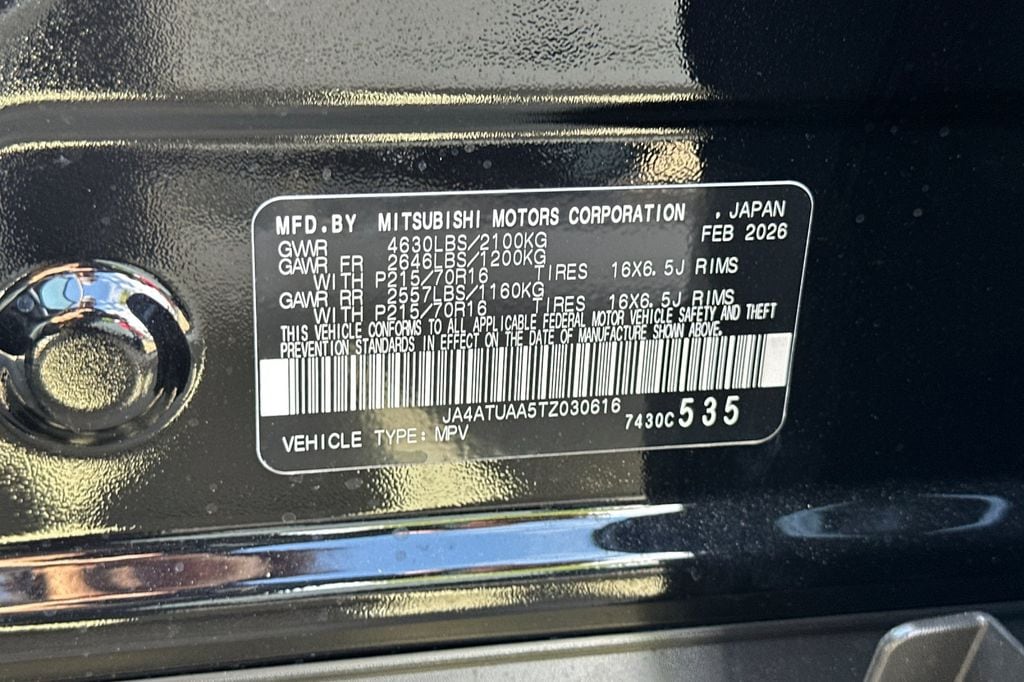 MFD.BY MITSUBISHI MOTORS CORPORATION , JAPAN
FEB 2026
GVWR 4630LBS/2100KG
GAWR FR 2646LBS/1200KG
WITH P215/70R16 TIRES 16X6.5J RIMS
GAWR RR 2557LBS/1160KG
WITH P215/70R16 TIRES 16X6.5J RIMS
THIS VEHICLE CONFORMS TO ALL APPLICABLE FEDERAL MOTOR VEHICLE SAFETY AND THEFT
PREVENTION STANDARDS IN EFFECT ON THE DATE OF MANUFACTURE SHOWN ABOVE.
JA4ATUAA5TZ030616
VEHICLE TYPE: MPV 7430C 535